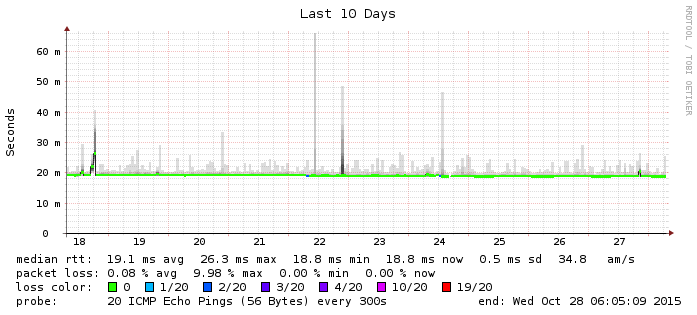 Last 10 Days
RRDTOOL / TOBI OETIKER
Seconds
60 m
50 m
40 m
30 m
20 m
10 m
0
18 19 20 21 22 23 24 25 26 27
median rtt: 19.1 ms avg 26.3 ms max 18.8 ms min 18.8 ms now 0.5 ms sd 34.8 am/s
packet loss: 0.08 % avg 9.98 % max 0.00 % min 0.00 % now
loss color: 0 1/20 2/20 3/20 4/20 10/20 19/20
probe: 20 ICMP Echo Pings (56 Bytes) every 300s end: Wed Oct 28 06:05:09 2015